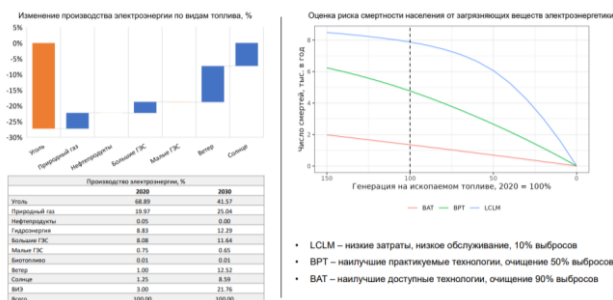 Изменение производства электроэнергии по видам топлива, %
5%
0%
-5%
-10%
-15%
-20%
-25%
-30%
Уголь
Природный газ
Нефтепродукты
Большие ГЭС
Малые ГЭС
Ветер
Солнце
Производство электроэнергии, %
2020 2030
Уголь 68.89 41.57
Природный газ 19.97 25.04
Нефтепродукты 0.05 0.00
Гидроэнергия 8.83 12.29
Большие ГЭС 8.08 11.64
Малые ГЭС 0.75 0.65
Биотопливо 0.01 0.01
Ветер 1.00 12.52
Солнце 1.25 8.59
ВИЭ 3.00 21.76
Всего 100.00 100.00
Оценка риска смертности населения от загрязняющих веществ электроэнергетики
Число смертей, тыс. в год
8
6
4
2
0
150 100 50 0
Генерация на ископаемом топливе, 2020 = 100%
BAT BPT LCLM
• LCLM – низкие затраты, низкое обслуживание, 10% выбросов
• BPT – наилучшие практикуемые технологии, очищение 50% выбросов
• BAT – наилучшие доступные технологии, очищение 90% выбросов